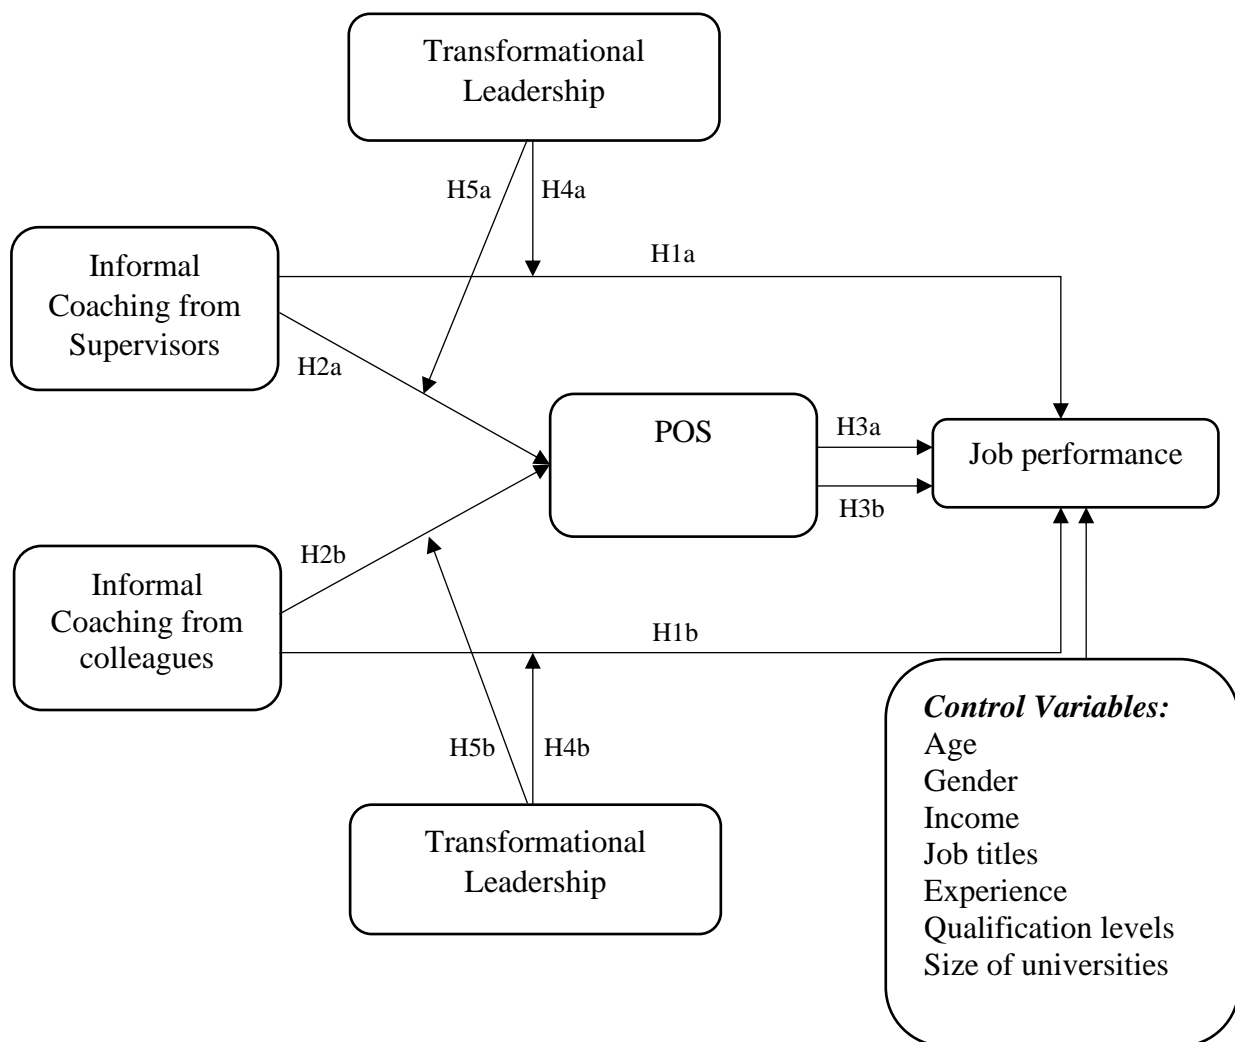 Transformational
Leadership
H5a
H4a
Informal
Coaching from
Supervisors
H1a
H2a
POS
H3a
Job performance
H3b
H2b
Informal
Coaching from
colleagues
H1b
H5b
H4b
Transformational
Leadership
Control Variables:
Age
Gender
Income
Job titles
Experience
Qualification levels
Size of universities